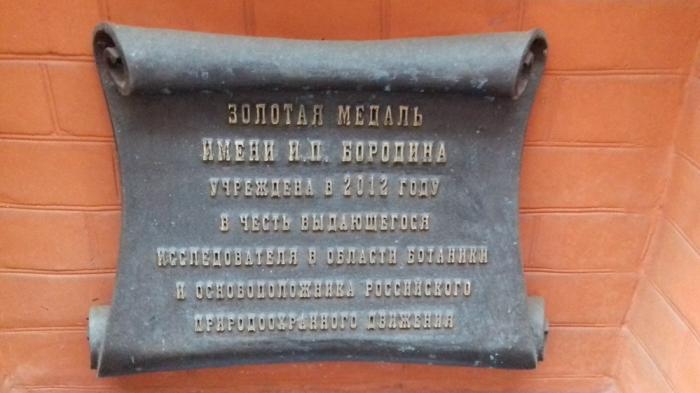 ЗОЛОТАЯ МЕДАЛЬ
ИМЕНИ И.П. БОРОДИНА
УЧРЕЖДЕНА В 2012 ГОДУ
В ЧЕСТЬ ВЫДАЮЩЕГОСЯ
ИССЛЕДОВАТЕЛЯ В ОБЛАСТИ БОТАНИКИ
И ОСНОВОПОЛОЖНИКА РОССИЙСКОГО
ПРИРОДООХРАННОГО ДВИЖЕНИЯ